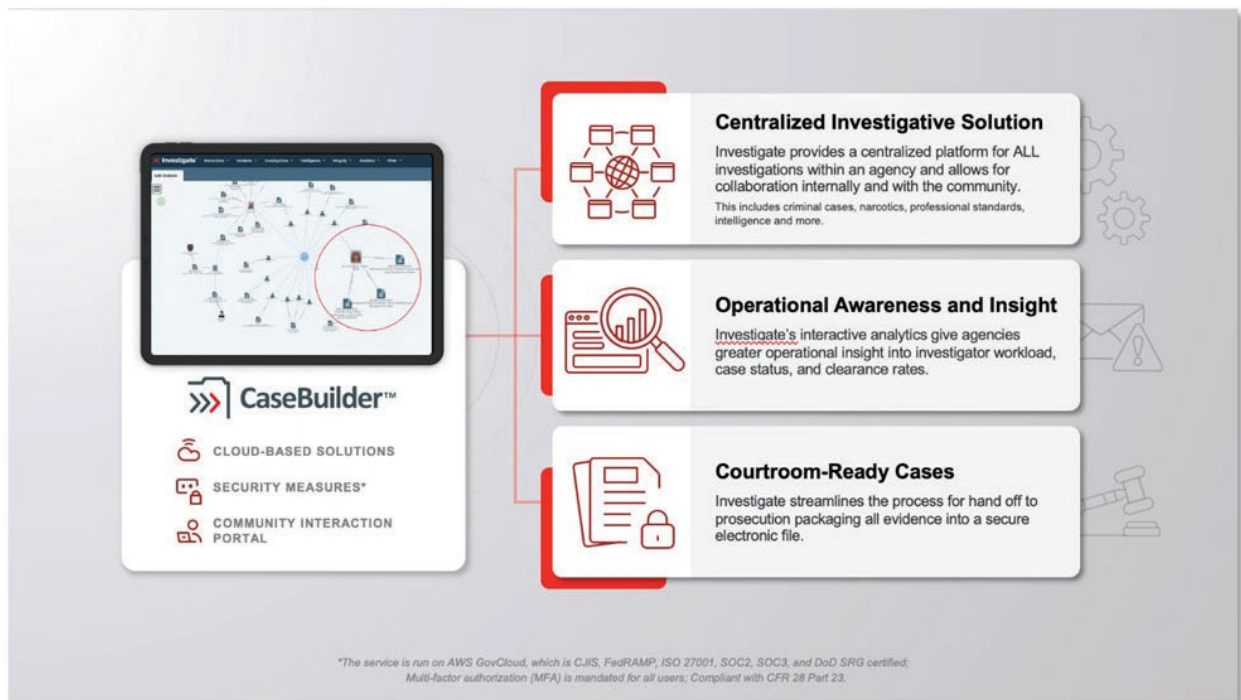 Investigate
Link Analysis
CaseBuilder™
CLOUD-BASED SOLUTIONS
SECURITY MEASURES*
COMMUNITY INTERACTION
PORTAL
Centralized Investigative Solution
Investigate provides a centralized platform for ALL
investigations within an agency and allows for
collaboration internally and with the community.
This includes criminal cases, narcotics, professional standards,
intelligence and more.
Operational Awareness and Insight
Investigate's interactive analytics give agencies
greater operational insight into investigator workload,
case status, and clearance rates.
Courtroom-Ready Cases
Investigate streamlines the process for hand off to
prosecution packaging all evidence into a secure
electronic file.
*The service is run on AWS GovCloud, which is CJIS, FedRAMP, ISO 27001, SOC2, SOC3, and DoD SRG certified;
Multi-factor authorization (MFA) is mandated for all users; Compliant with CFR 28 Part 23.